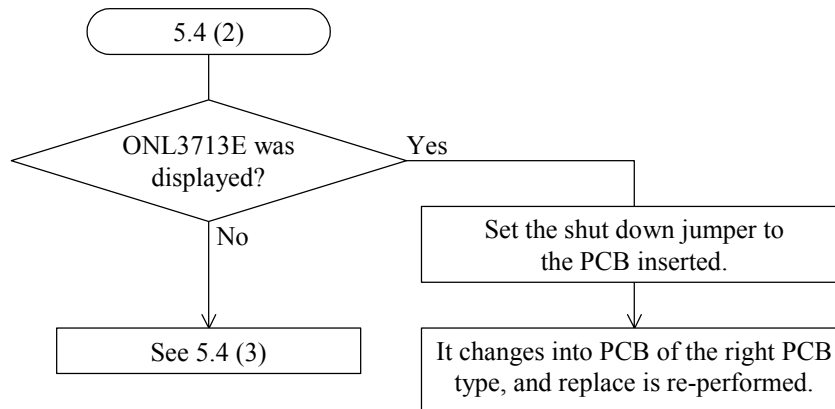 5.4 (2)
ONL3713E was
displayed?
Yes
No
Set the shut down jumper to
the PCB inserted.
See 5.4 (3)
It changes into PCB of the right PCB
type, and replace is re-performed.